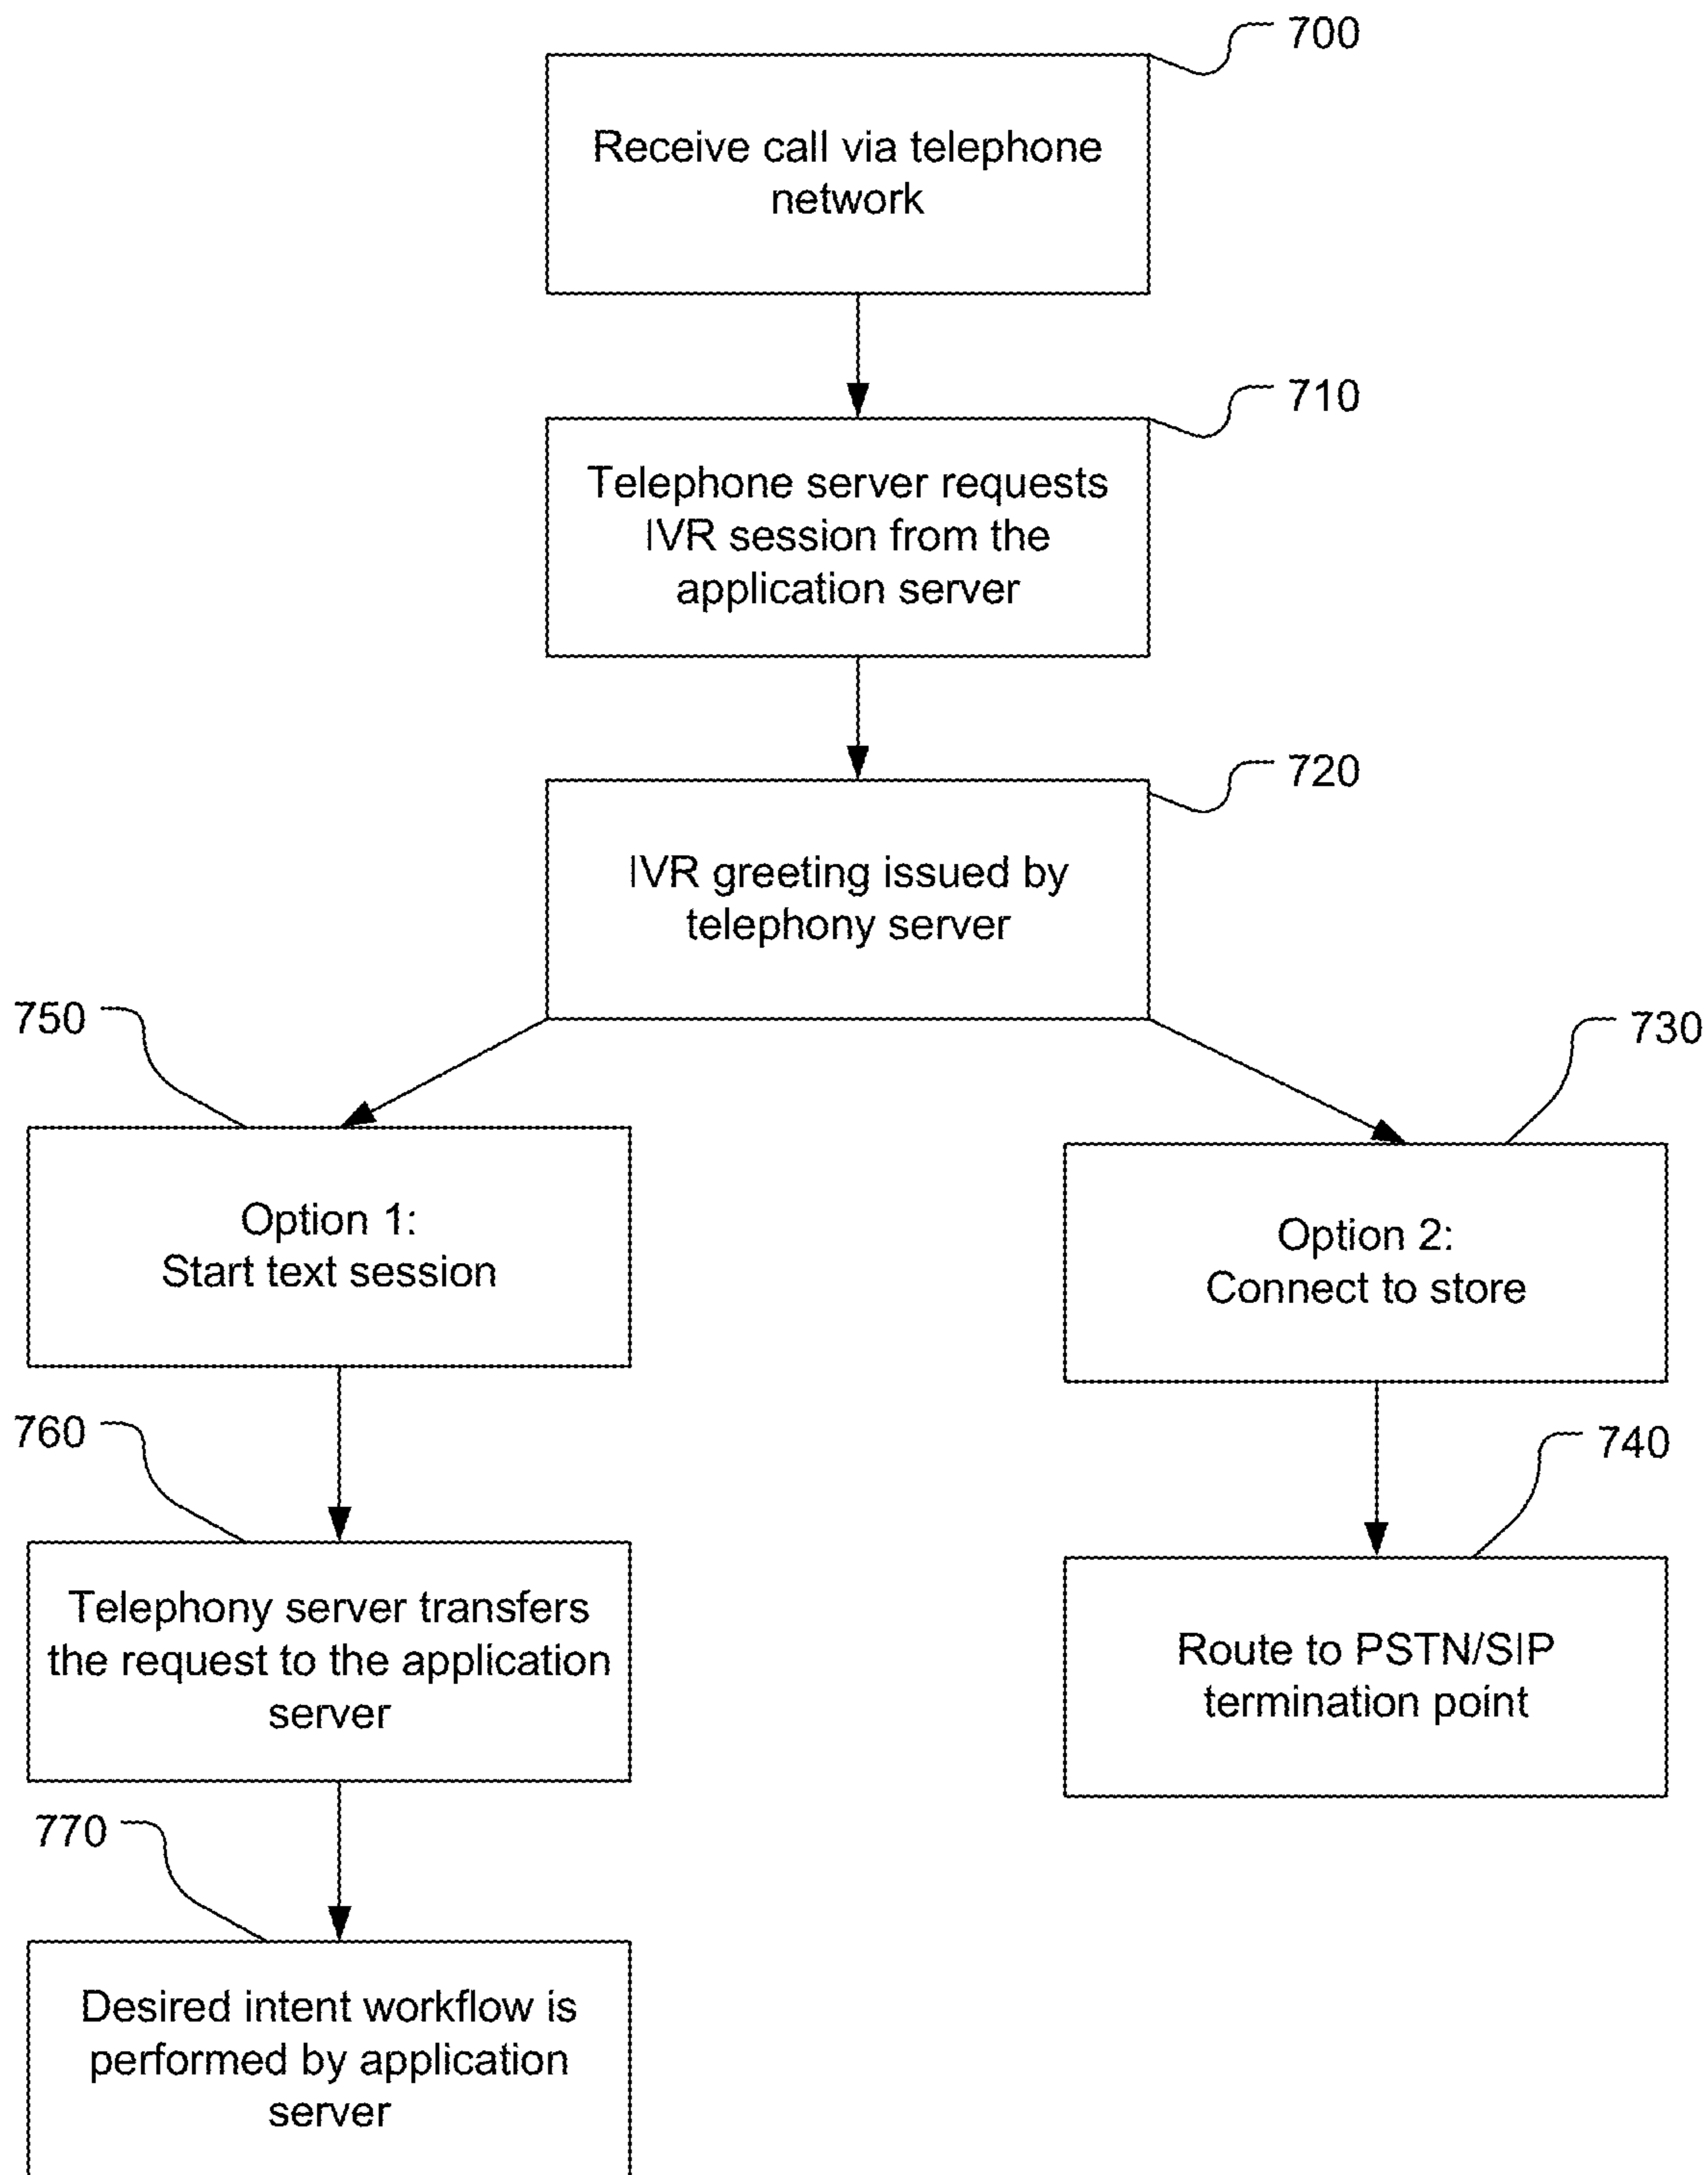 700
Receive call via telephone
network
710
Telephone server requests
IVR session from the
application server
720
IVR greeting issued by
telephony server
750
730
Option 1:
Start text session
Option 2:
Connect to store
760
740
Telephony server transfers
the request to the application
server
Route to PSTN/SIP
termination point
770
Desired intent workflow is
performed by application
server